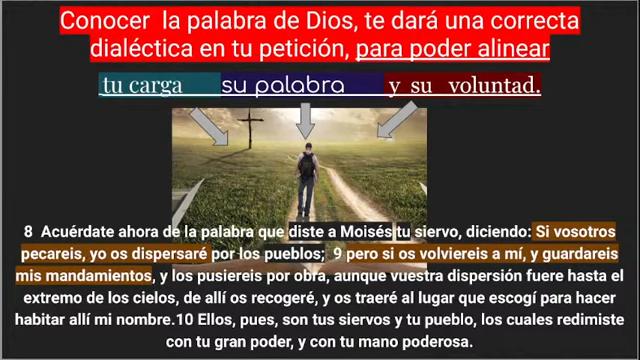 Conocer la palabra de Dios, te dará una correcta
dialéctica en tu petición, para poder alinear
tu carga su palabra y su voluntad.
8 Acuérdate ahora de la palabra que diste a Moisés tu siervo, diciendo: Si vosotros
pecareis, yo os dispersaré por los pueblos; 9 pero si os volviereis a mí, y guardareis
mis mandamientos, y los pusiereis por obra, aunque vuestra dispersión fuere hasta el
extremo de los cielos, de allí os recogeré, y os traeré al lugar que escogí para hacer
habitar allí mi nombre.10 Ellos, pues, son tus siervos y tu pueblo, los cuales redimiste
con tu gran poder, y con tu mano poderosa.